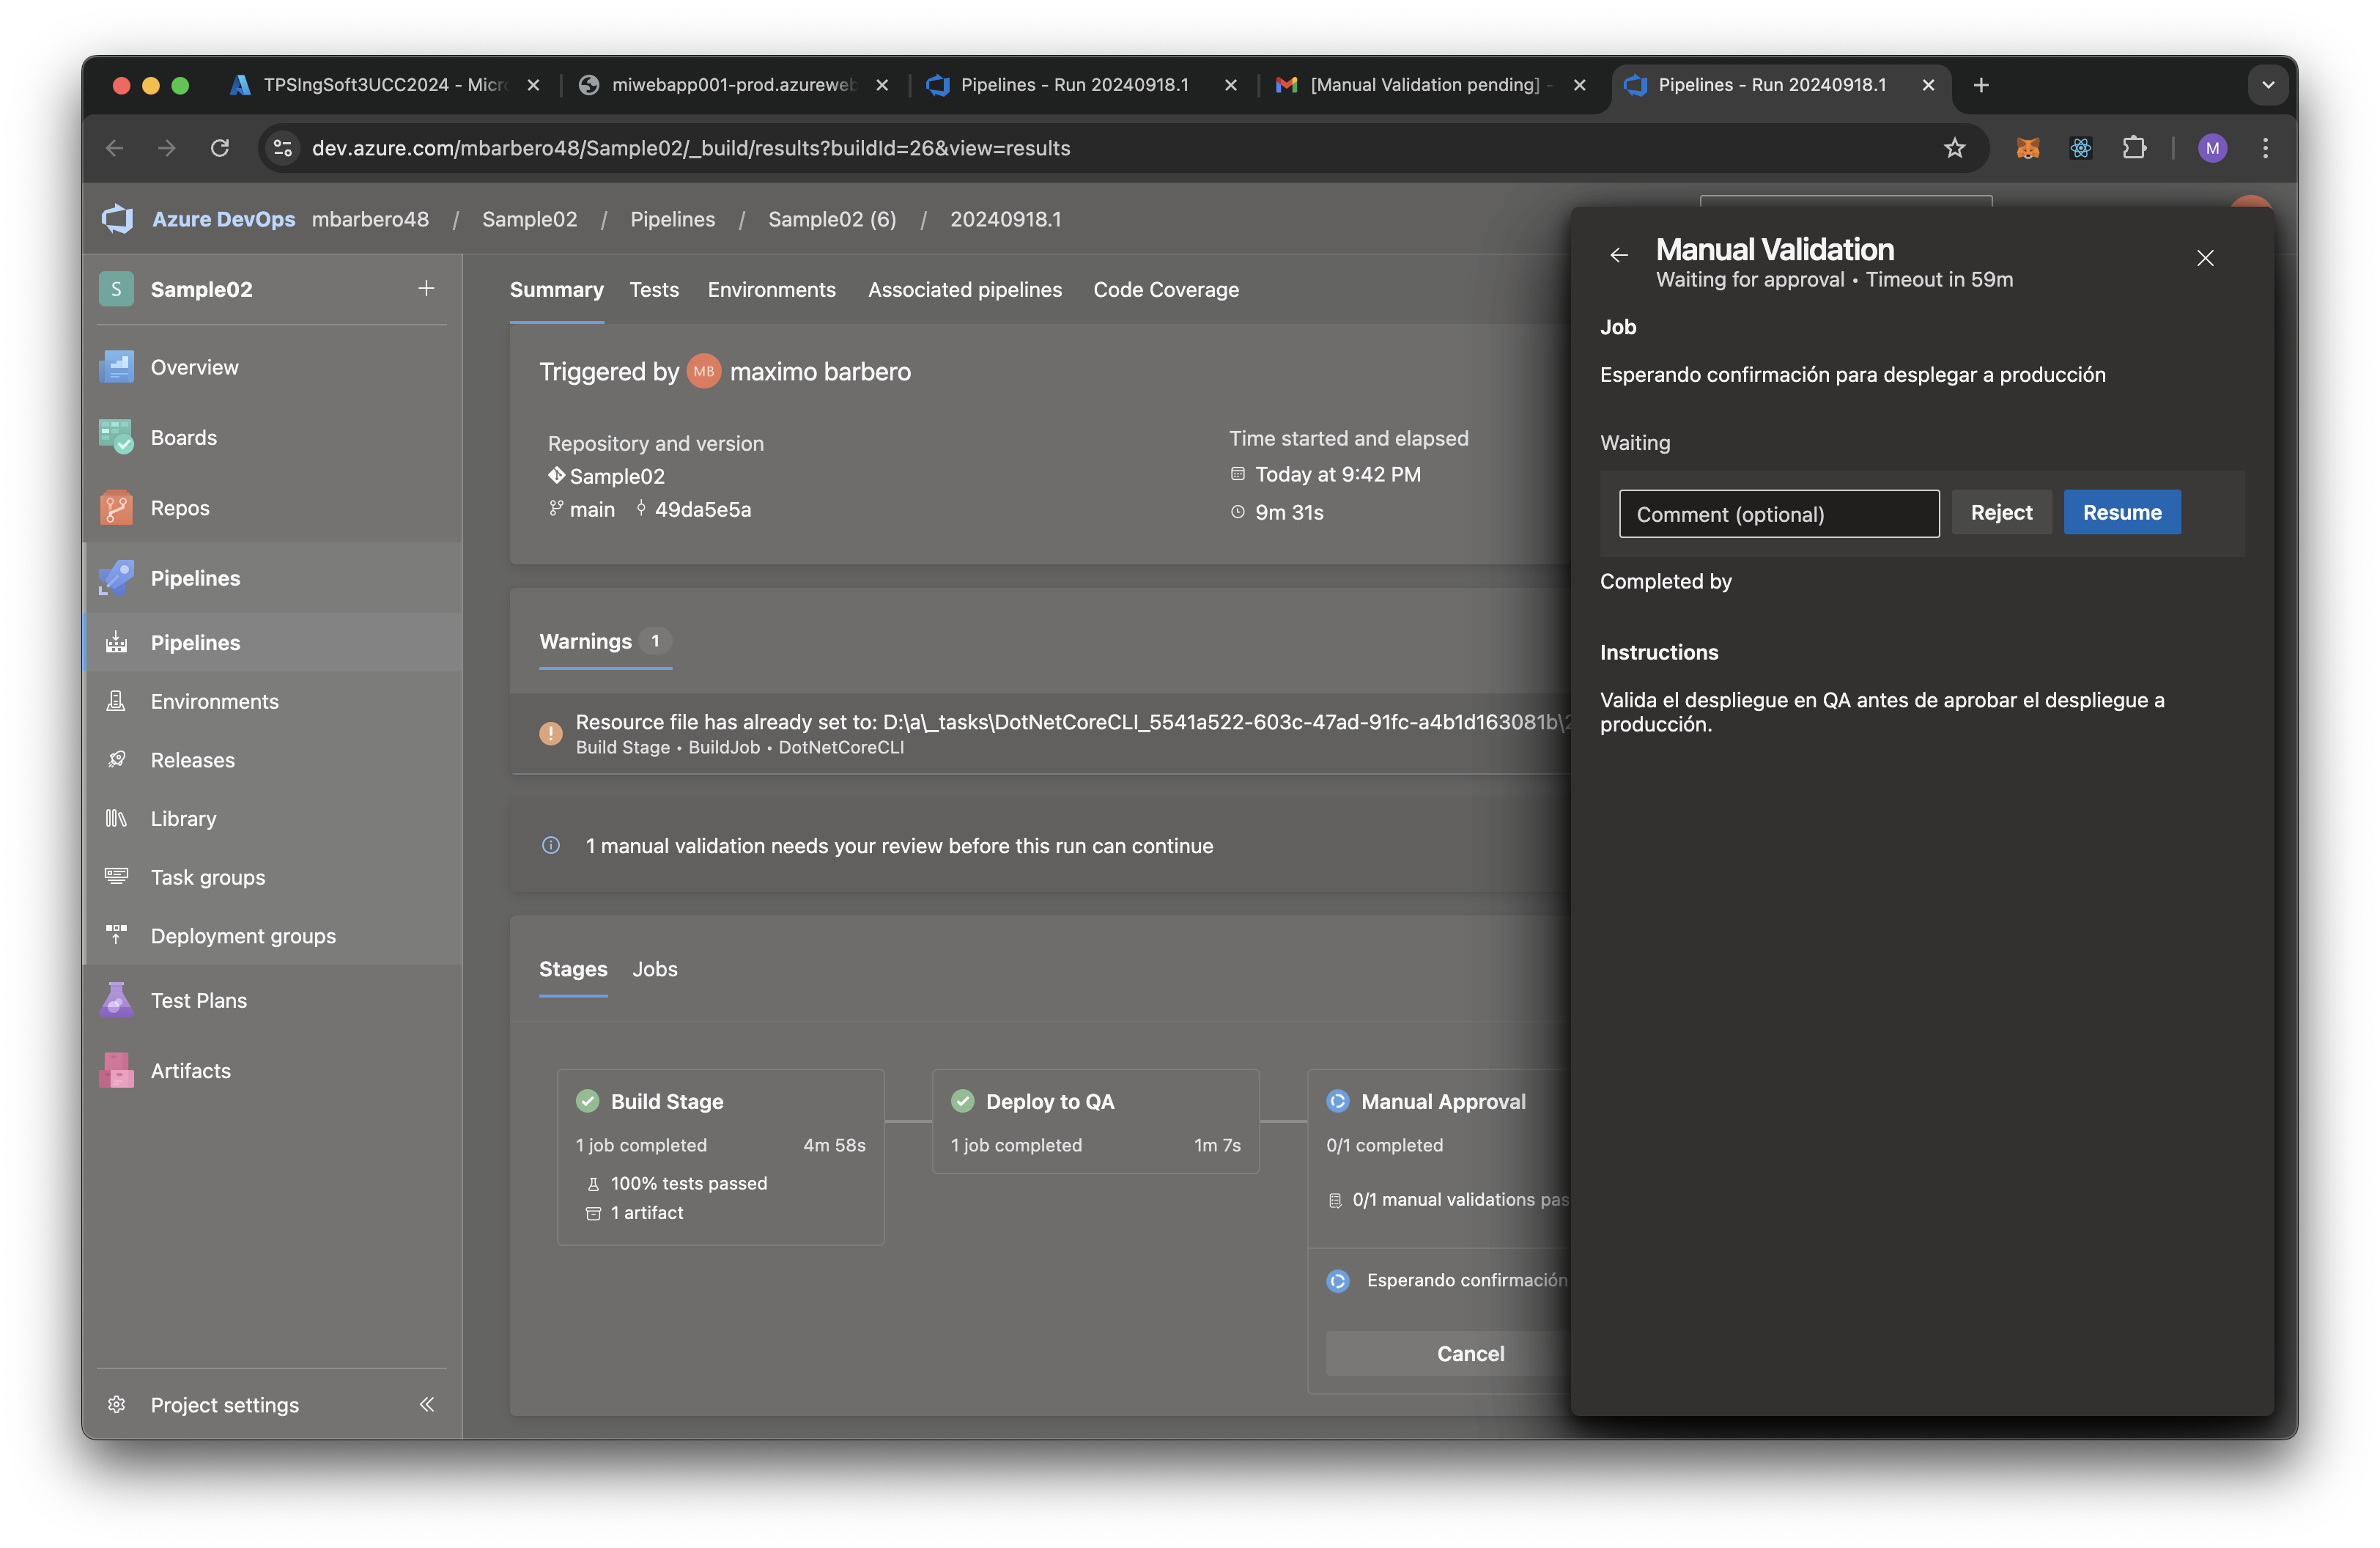 TPSIngSoft3UCC2024 - Micro
miwebapp001-prod.azureweb
Pipelines - Run 20240918.1
[Manual Validation pending] -
Pipelines - Run 20240918.1
dev.azure.com/mbarbero48/Sample02/_build/results?buildId=26&view=results
M
Azure DevOps mbarbero48 / Sample02 / Pipelines / Sample02 (6) / 20240918.1
S Sample02
Overview
Boards
Repos
Pipelines
Pipelines
Environments
Releases
Library
Task groups
Deployment groups
Test Plans
Artifacts
Project settings
Summary Tests Environments Associated pipelines Code Coverage
Triggered by MB maximo barbero
Repository and version
Sample02
main 49da5e5a
Time started and elapsed
Today at 9:42 PM
9m 31s
Warnings 1
Resource file has already set to: D:\a\_tasks\DotNetCoreCLI_5541a522-603c-47ad-91fc-a4b1d163081b\2
Build Stage • BuildJob • DotNetCoreCLI
1 manual validation needs your review before this run can continue
Stages Jobs
Build Stage
1 job completed 4m 58s
100% tests passed
1 artifact
Deploy to QA
1 job completed 1m 7s
Manual Approval
0/1 completed
0/1 manual validations pas
Esperando confirmación
Cancel
Manual Validation
Waiting for approval • Timeout in 59m
Job
Esperando confirmación para desplegar a producción
Waiting
Comment (optional) Reject Resume
Completed by
Instructions
Valida el despliegue en QA antes de aprobar el despliegue a
producción.